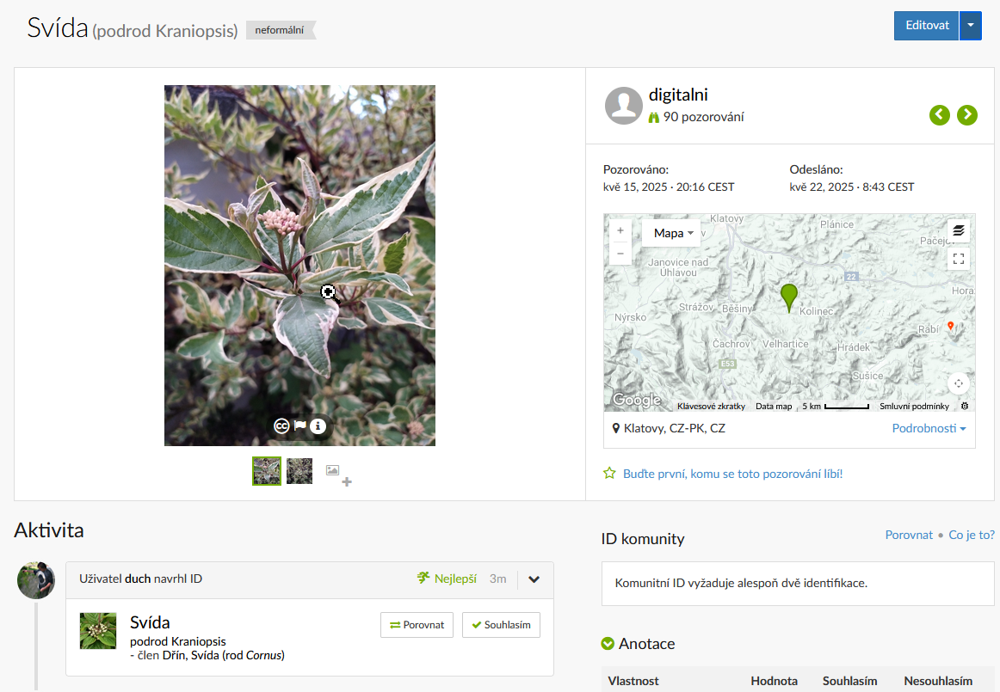 Svída (podrod Kraniopsis) neformální
Editovat
digitalni
90 pozorování
Pozorováno:
kvě 15, 2025 · 20:16 CEST
Odesláno:
kvě 22, 2025 · 8:43 CEST
Mapa
Klatovy
Plánice
Janovice nad
Úhlavou
22
Strážov
Běšiny
Kolinec
Nýrsko
Rábí
Čachrov
Velhartice
Hrádek
E53
Sušice
Google
Klávesové zkratky
Data map
5 km
Smluvní podmínky
Klatovy, CZ-PK, CZ
Podrobnosti
Buďte první, komu se toto pozorování líbí!
Aktivita
Uživatel duch navrhl ID
Nejlepší
3m
Svída
podrod Kraniopsis
- člen Dřín, Svída (rod Cornus)
Porovnat
Souhlasím
ID komunity
Porovnat • Co je to?
Komunitní ID vyžaduje alespoň dvě identifikace.
Anotace
Vlastnost Hodnota Souhlasím Nesouhlasím